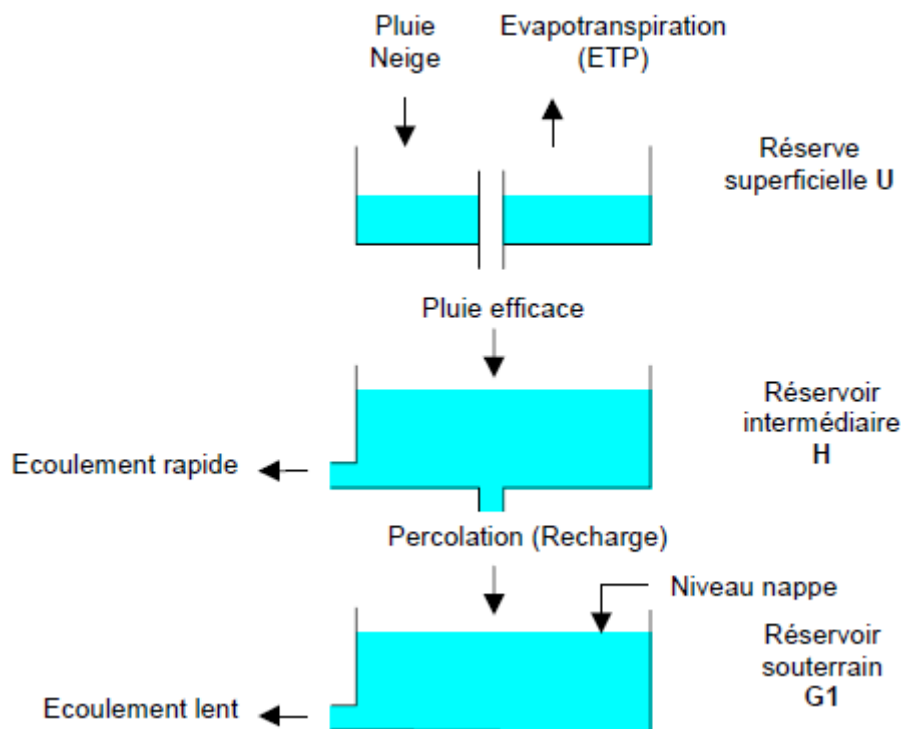 Pluie
Neige
Evapotranspiration
(ETP)
Réserve
superficielle U
Pluie efficace
Réservoir
intermédiaire
H
Ecoulement rapide
Percolation (Recharge)
Niveau nappe
Réservoir
souterrain
G1
Ecoulement lent